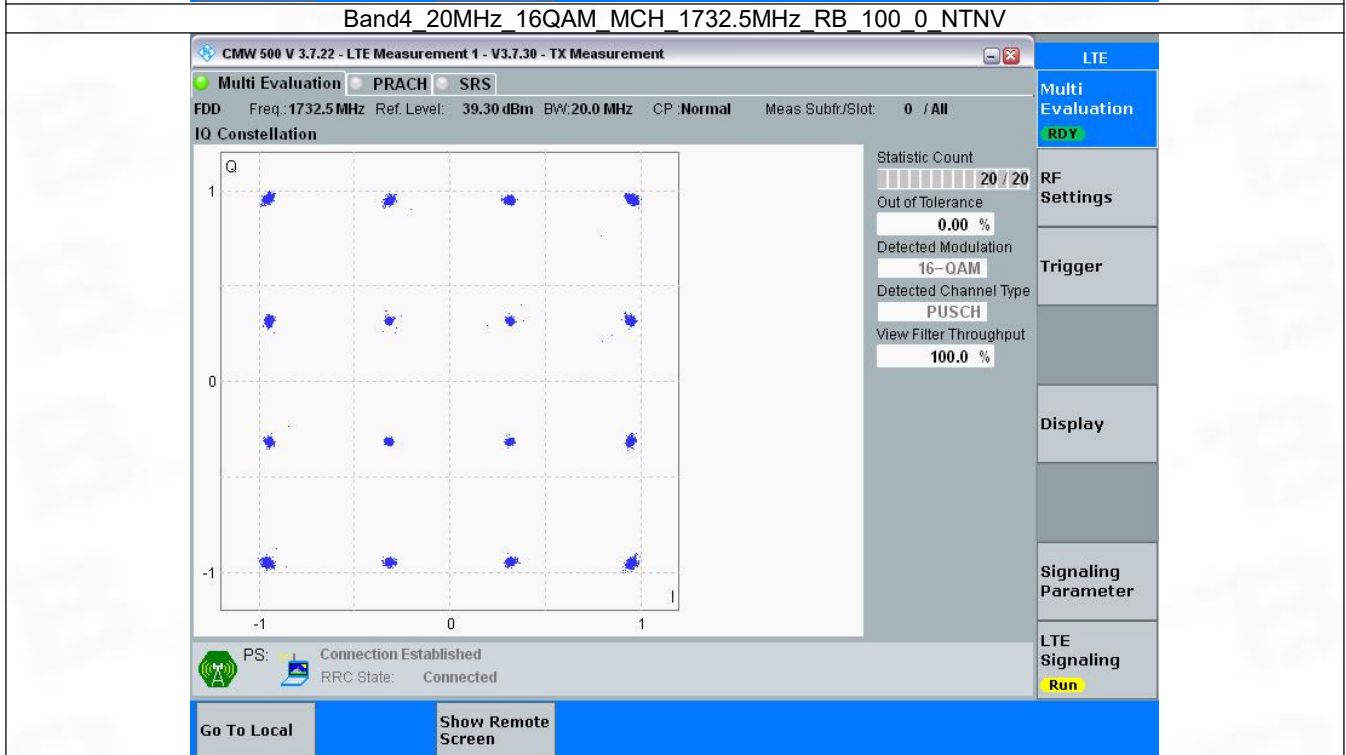 Band4_20MHz_16QAM_MCH_1732.5MHz_RB_100_0_NTNV
CMW 500 V 3.7.22 - LTE Measurement 1 - V3.7.30 - TX Measurement
LTE
Multi Evaluation PRACH SRS
Multi
Evaluation
RDY
FDD Freq.: 1732.5 MHz Ref. Level: 39.30 dBm BW: 20.0 MHz CP : Normal Meas Subfr./Slot: 0 / All
IQ Constellation
Q
1
0
-1
I
-1 0 1
Statistic Count
20 / 20
Out of Tolerance
0.00 %
Detected Modulation
16-QAM
Detected Channel Type
PUSCH
View Filter Throughput
100.0 %
RF
Settings
Trigger
Display
Signaling
Parameter
LTE
Signaling
Run
PS: Connection Established
RRC State: Connected
Go To Local
Show Remote
Screen